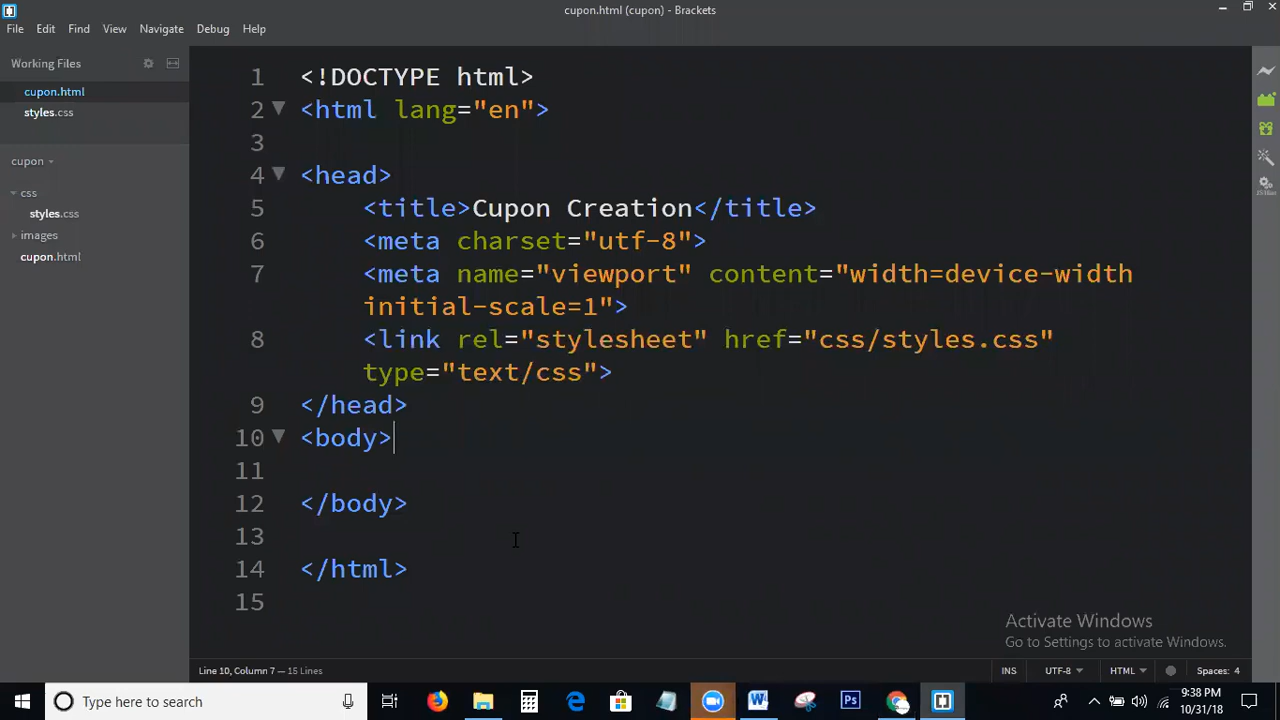 cupon.html (cupon) - Brackets
File Edit Find View Navigate Debug Help
Working Files
cupon.html
styles.css
cupon
css
styles.css
images
cupon.html
1 <!DOCTYPE html>
2 <html lang="en">
3
4 <head>
5 <title>Cupon Creation</title>
6 <meta charset="utf-8">
7 <meta name="viewport" content="width=device-width
initial-scale=1">
8 <link rel="stylesheet" href="css/styles.css"
type="text/css">
9 </head>
10 <body>
11
12 </body>
13
14 </html>
15
Activate Windows
Go to Settings to activate Windows.
Line 10, Column 7 — 15 Lines
INS UTF-8 HTML Spaces: 4
Type here to search
W
Ps
9:38 PM
10/31/18